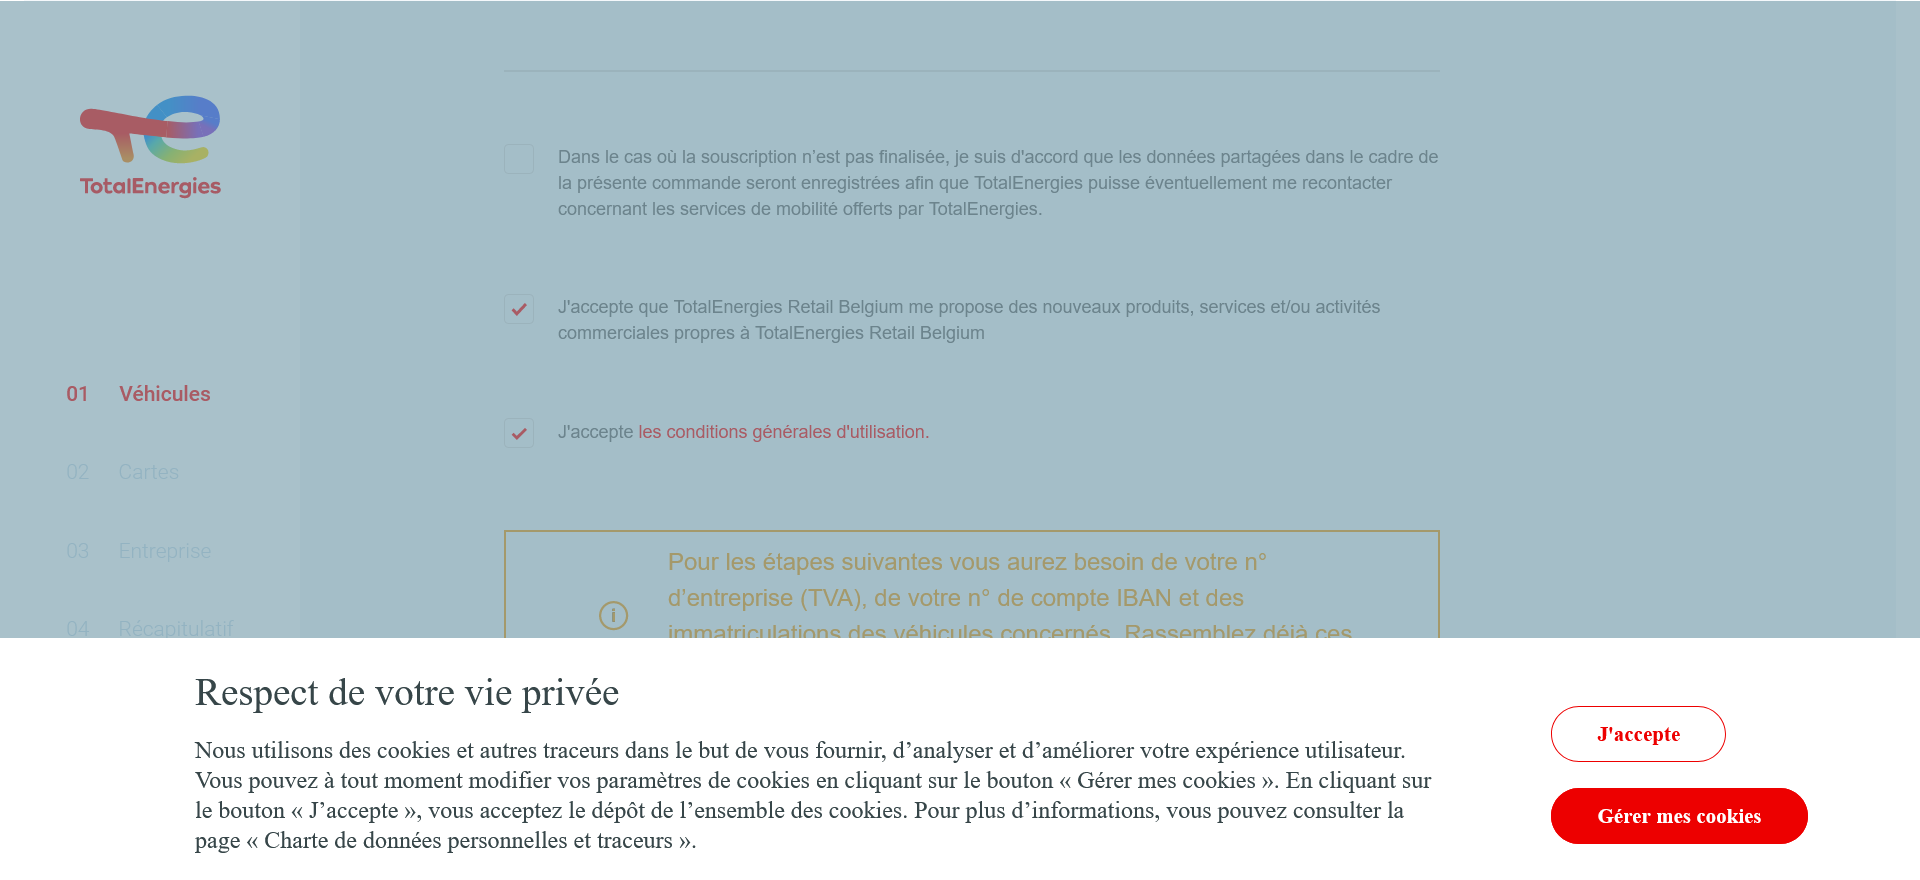 TotalEnergies
01 Véhicules
02 Cartes
03 Entreprise
04 Récapitulatif
Dans le cas où la souscription n’est pas finalisée, je suis d'accord que les données partagées dans le cadre de
la présente commande seront enregistrées afin que TotalEnergies puisse éventuellement me recontacter
concernant les services de mobilité offerts par TotalEnergies.
J'accepte que TotalEnergies Retail Belgium me propose des nouveaux produits, services et/ou activités
commerciales propres à TotalEnergies Retail Belgium
J'accepte les conditions générales d'utilisation.
Pour les étapes suivantes vous aurez besoin de votre n°
d’entreprise (TVA), de votre n° de compte IBAN et des
immatriculations des véhicules concernés. Rassemblez déjà ces
Respect de votre vie privée
Nous utilisons des cookies et autres traceurs dans le but de vous fournir, d’analyser et d’améliorer votre expérience utilisateur.
Vous pouvez à tout moment modifier vos paramètres de cookies en cliquant sur le bouton « Gérer mes cookies ». En cliquant sur
le bouton « J’accepte », vous acceptez le dépôt de l’ensemble des cookies. Pour plus d’informations, vous pouvez consulter la
page « Charte de données personnelles et traceurs ».
J'accepte
Gérer mes cookies